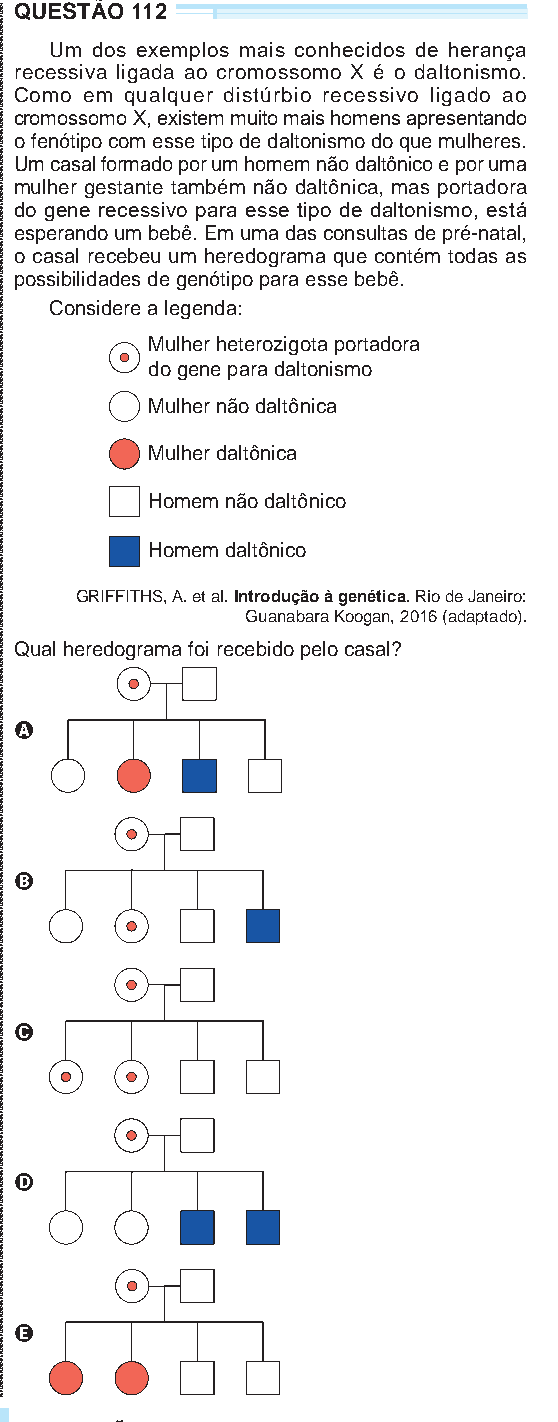 QUESTÃO 112
Um dos exemplos mais conhecidos de herança
recessiva ligada ao cromossomo X é o daltonismo.
Como em qualquer distúrbio recessivo ligado ao
cromossomo X, existem muito mais homens apresentando
o fenótipo com esse tipo de daltonismo do que mulheres.
Um casal formado por um homem não daltônico e por uma
mulher gestante também não daltônica, mas portadora
do gene recessivo para esse tipo de daltonismo, está
esperando um bebê. Em uma das consultas de pré-natal,
o casal recebeu um heredograma que contém todas as
possibilidades de genótipo para esse bebê.
Considere a legenda:
Mulher heterozigota portadora
do gene para daltonismo
Mulher não daltônica
Mulher daltônica
Homem não daltônico
Homem daltônico
GRIFFITHS, A. et al. Introdução à genética. Rio de Janeiro:
Guanabara Koogan, 2016 (adaptado).
Qual heredograma foi recebido pelo casal?
A
B
C
D
E